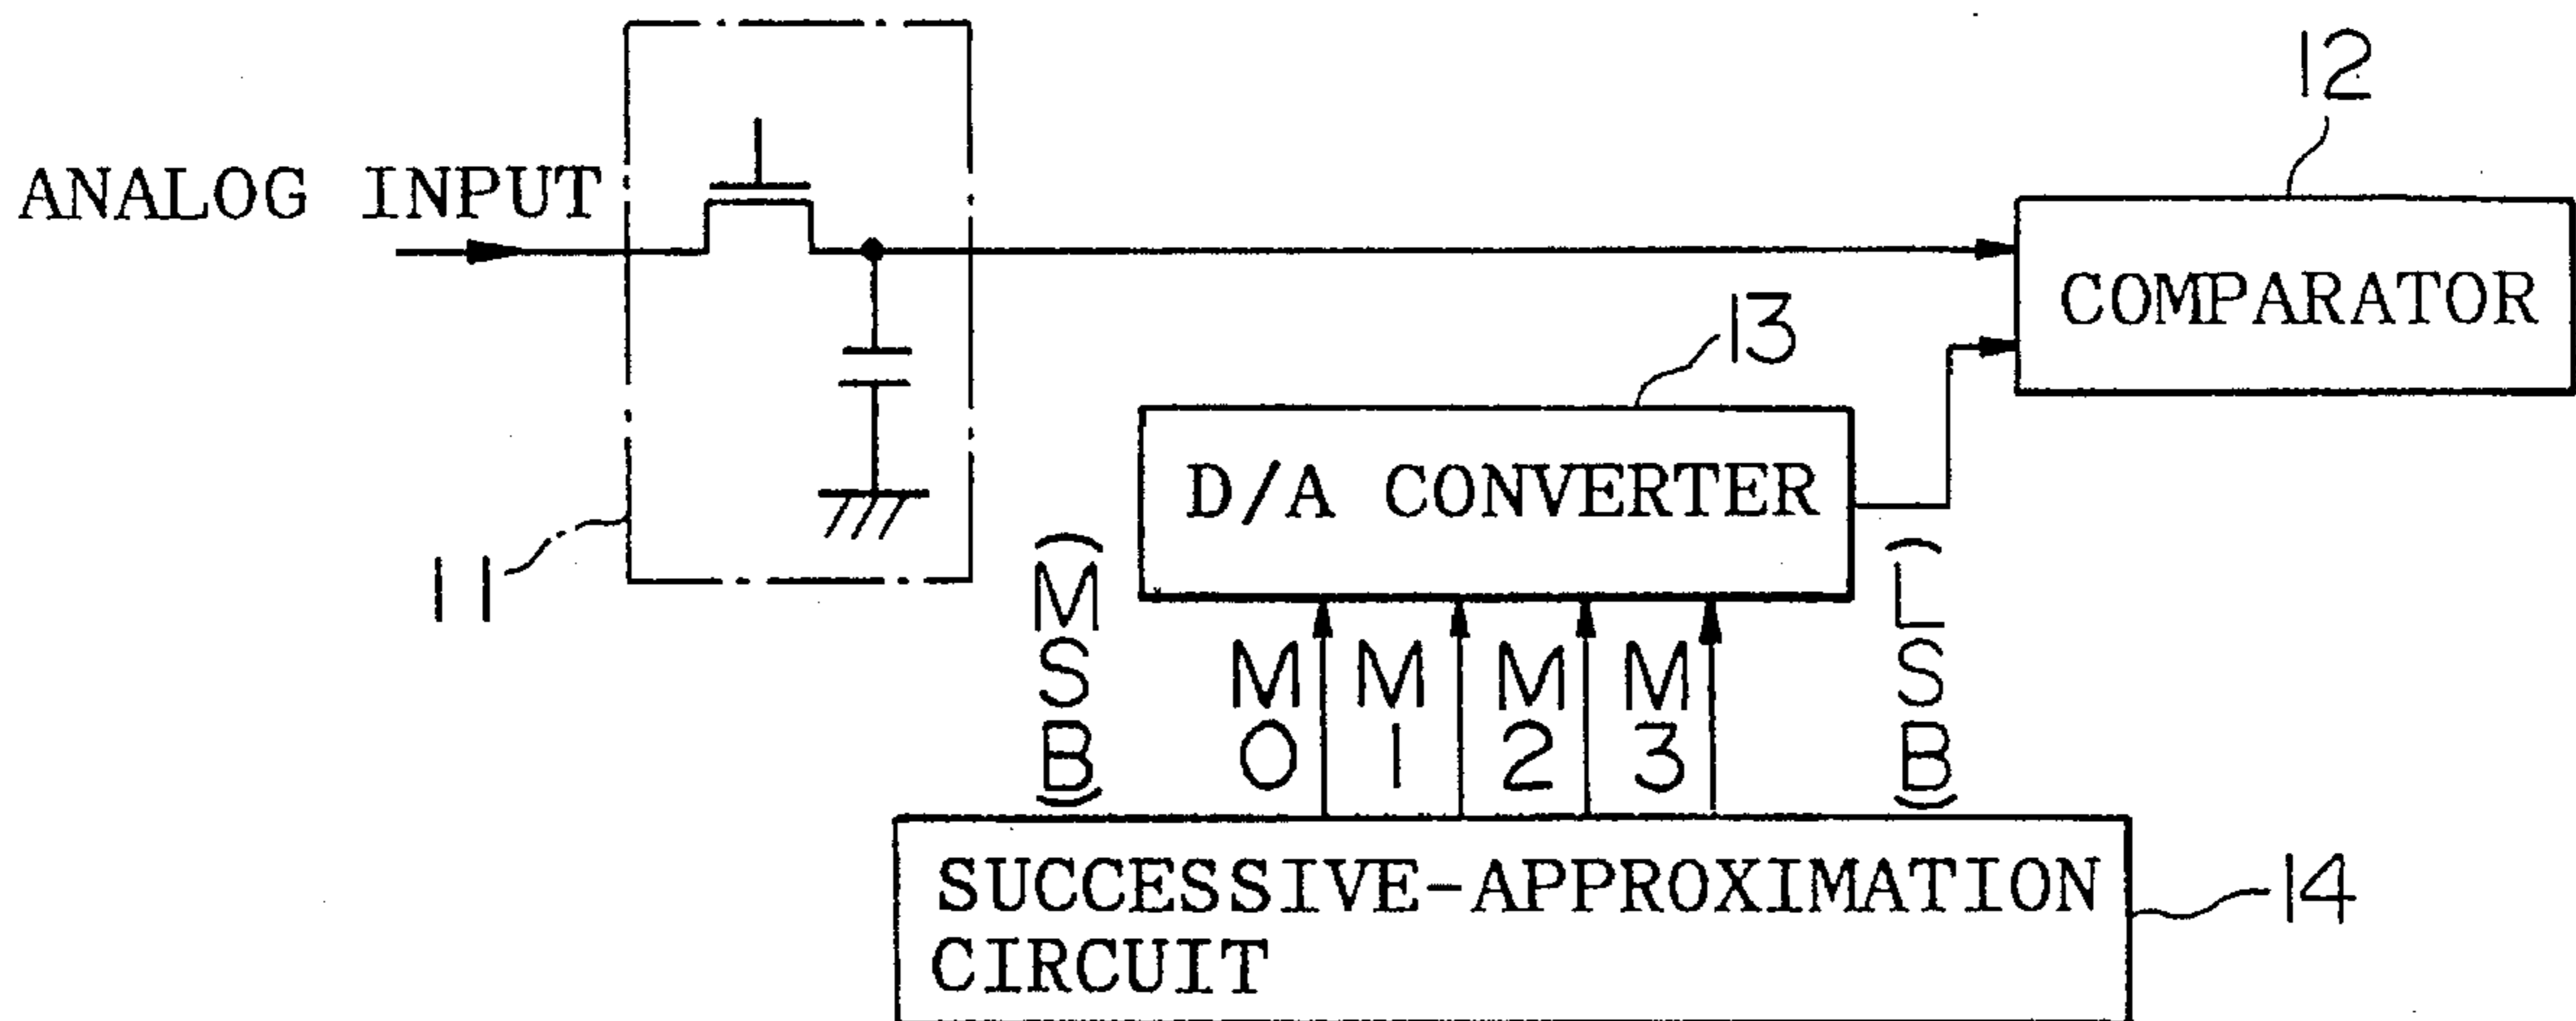 12
ANALOG INPUT
COMPARATOR
13
D/A CONVERTER
11
(MSB)
M0
M1
M2
M3
(LSB)
SUCCESSIVE-APPROXIMATION
CIRCUIT
14